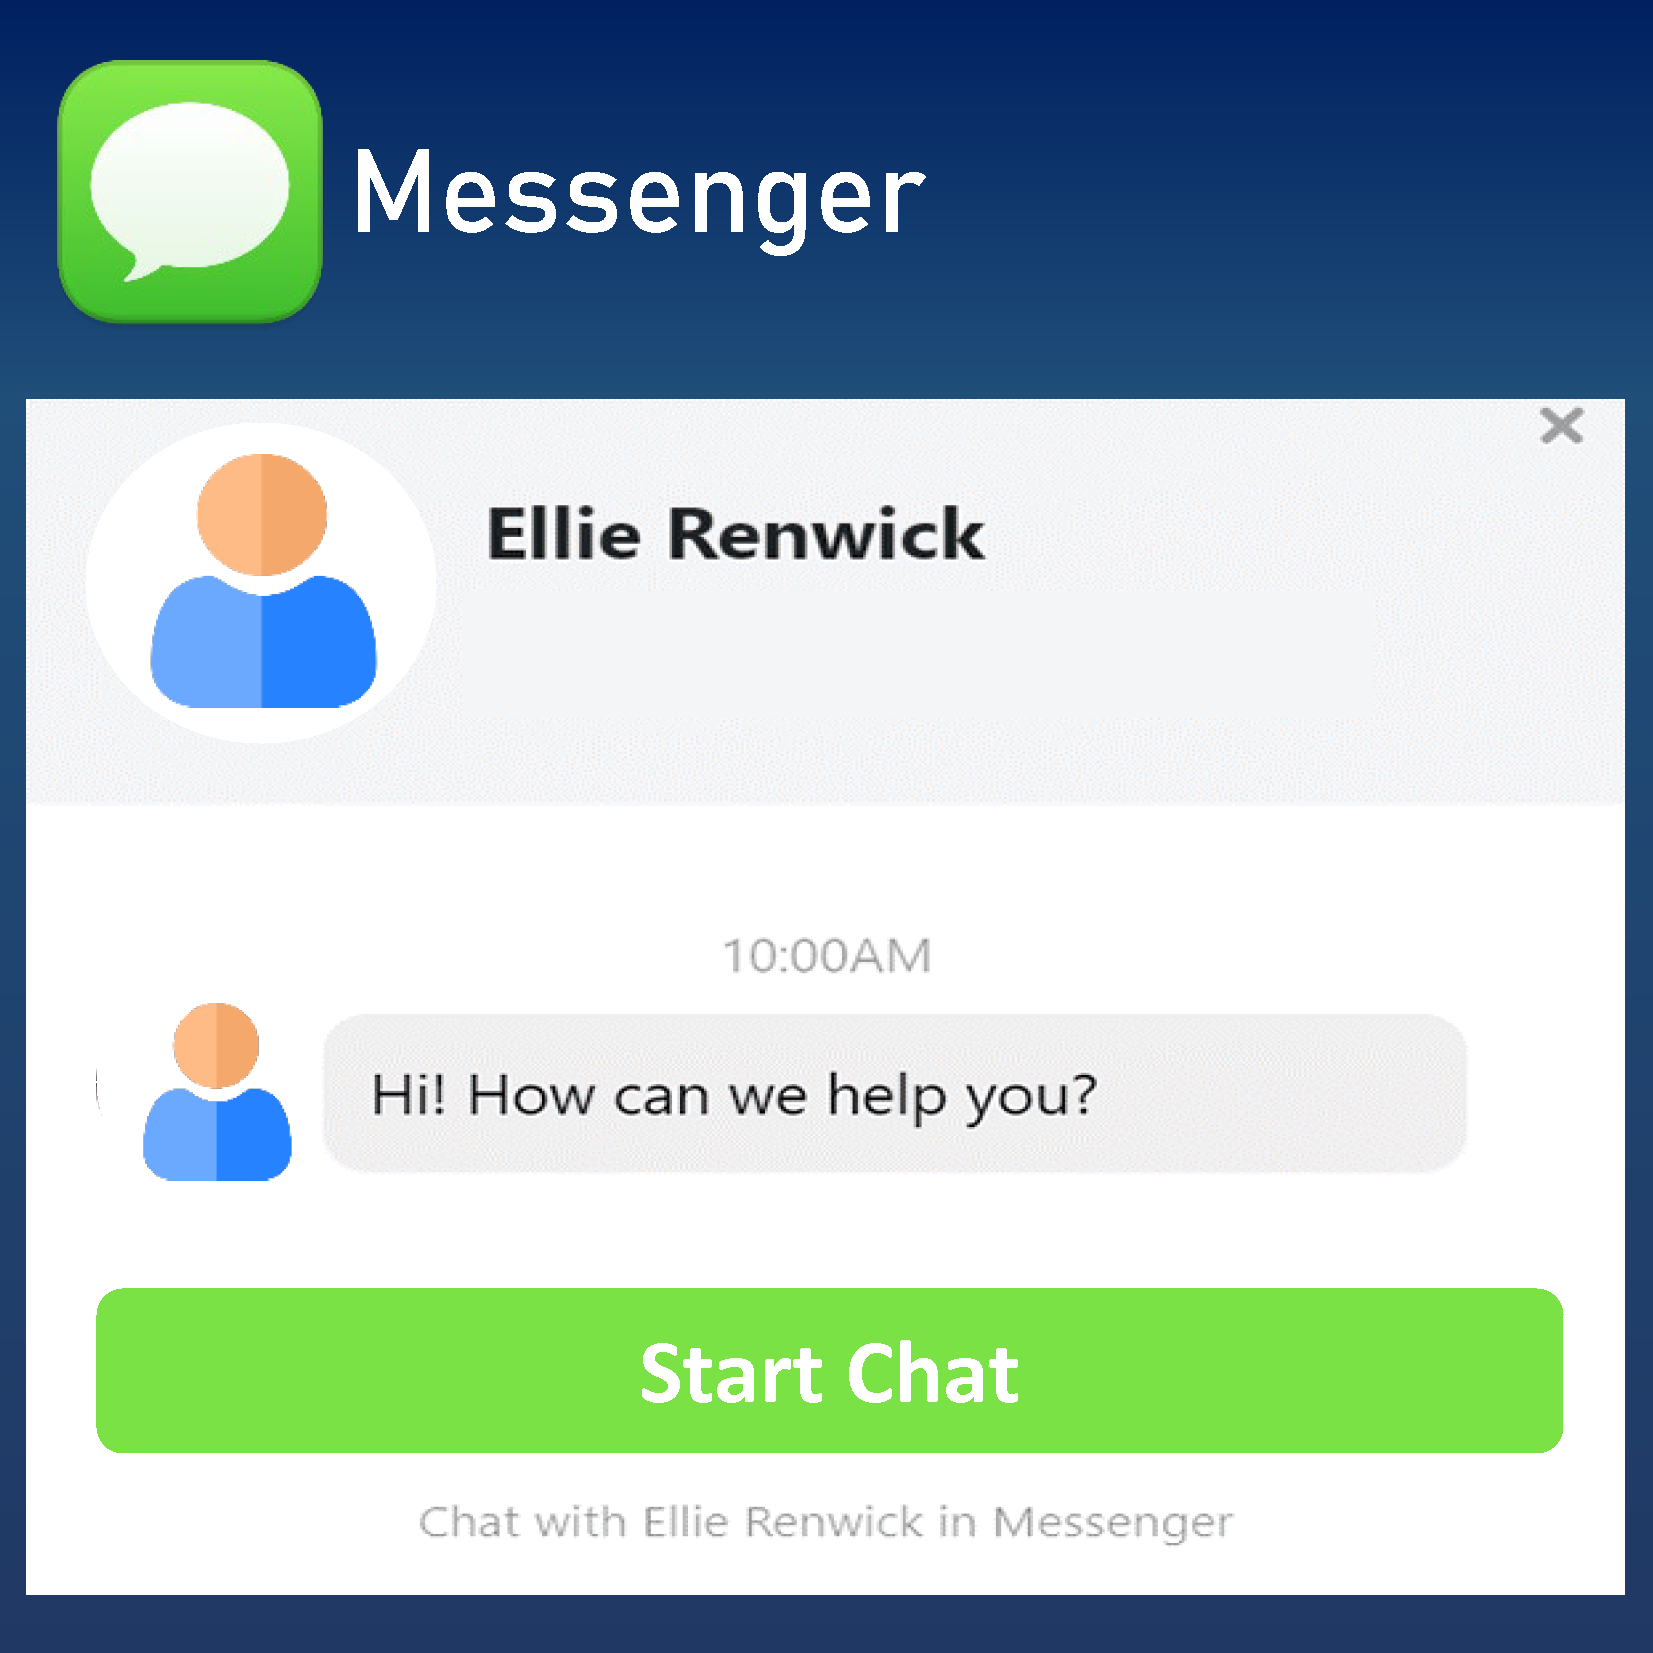 Messenger
Ellie Renwick
10:00AM
Hi! How can we help you?
Start Chat
Chat with Ellie Renwick in Messenger